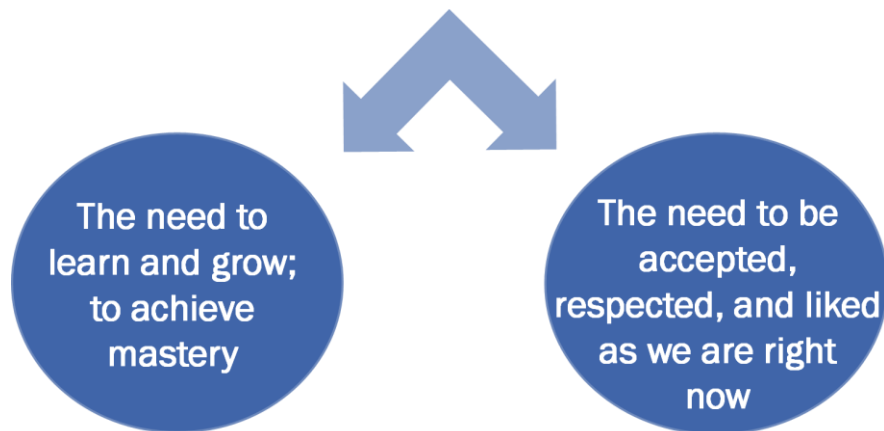 The need to
learn and grow;
to achieve
mastery
The need to be
accepted,
respected, and liked
as we are right
now